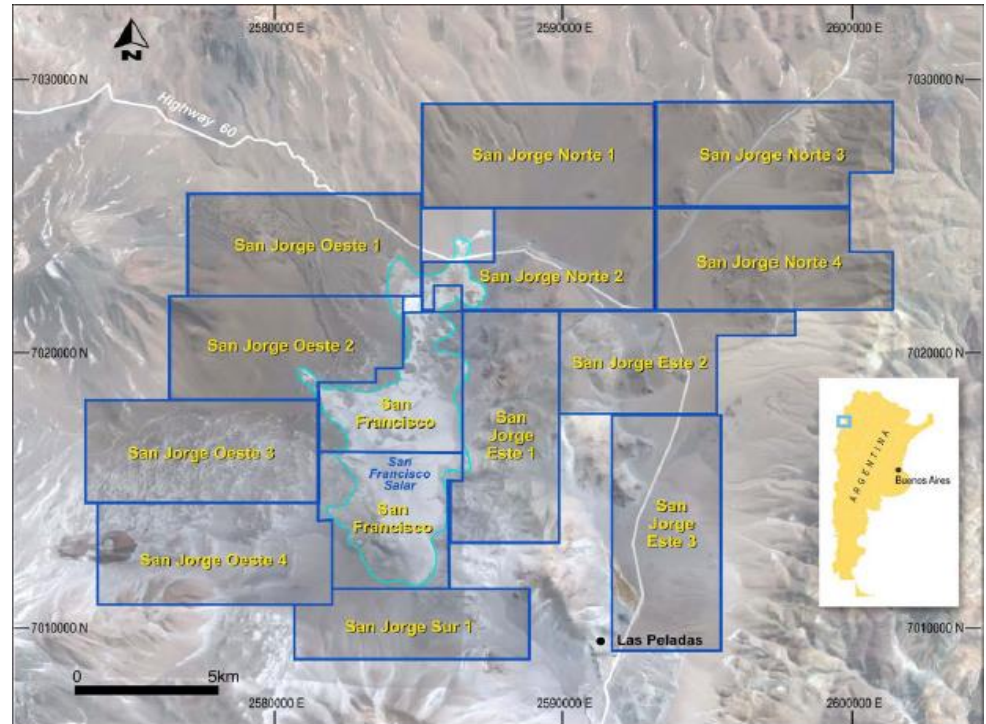 2580000 E
2590000 E
2600000 E
N
7030000 N
7030000 N
Highway 60
San Jorge Norte 1
San Jorge Norte 3
San Jorge Oeste 1
San Jorge Norte 2
San Jorge Norte 4
7020000 N
7020000 N
San Jorge Oeste 2
San Jorge Este 2
San
Francisco
San
Jorge
Este 1
San Jorge Oeste 3
San
Francisco
Salar
San
Francisco
San
Jorge
Este 3
ARGENTINA
Buenos Aires
San Jorge Oeste 4
San Jorge Sur 1
7010000 N
Las Peladas
7010000 N
0
5km
2580000 E
2590000 E
2600000 E